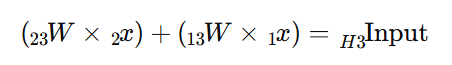 (₂₃W × ₂x) + (₁₃W × ₁x) = ₕ₃Input